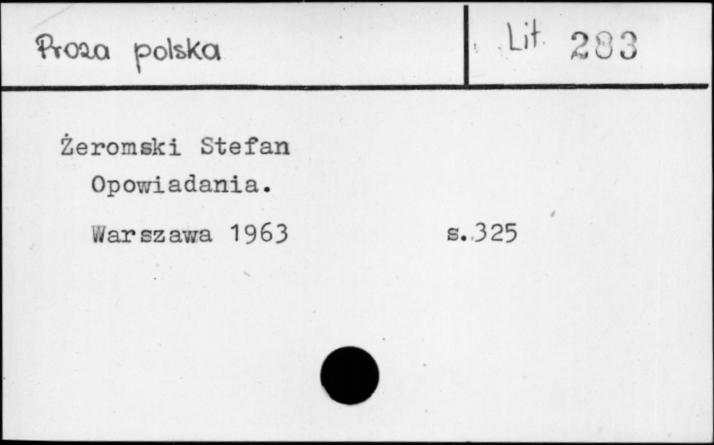 Proza polska
Lit 283
Żeromski Stefan
Opowiadania.
Warszawa 1963 s.325